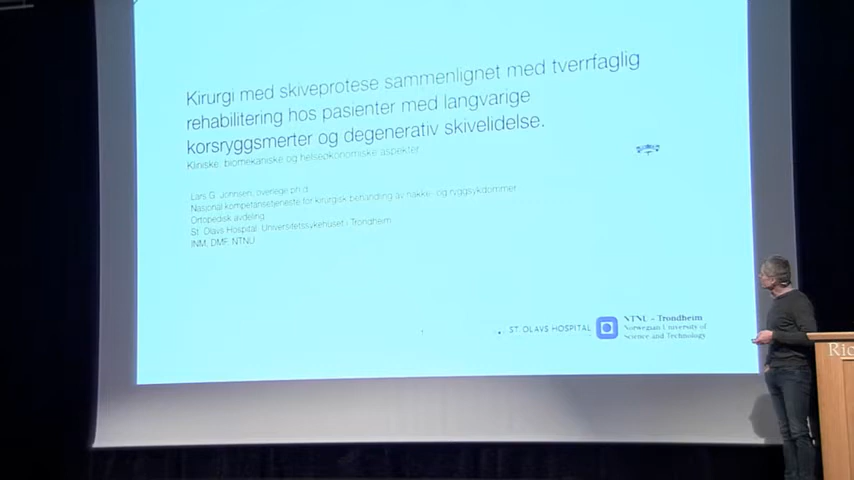 Kirurgi med skiveprotese sammenlignet med tverrfaglig
rehabilitering hos pasienter med langvarige
korsryggsmerter og degenerativ skivelidelse.
Kliniske, biomekaniske og helseøkonomiske aspekter
Lars G. Johnsen, overlege ph.d
Nasjonal kompetansetjeneste for kirurgisk behandling av nakke- og ryggsykdommer
Ortopedisk avdeling
St. Olavs Hospital, Universitetssykehuset i Trondheim
INM, DMF, NTNU
ST. OLAVS HOSPITAL
NTNU – Trondheim
Norwegian University of
Science and Technology
Ric